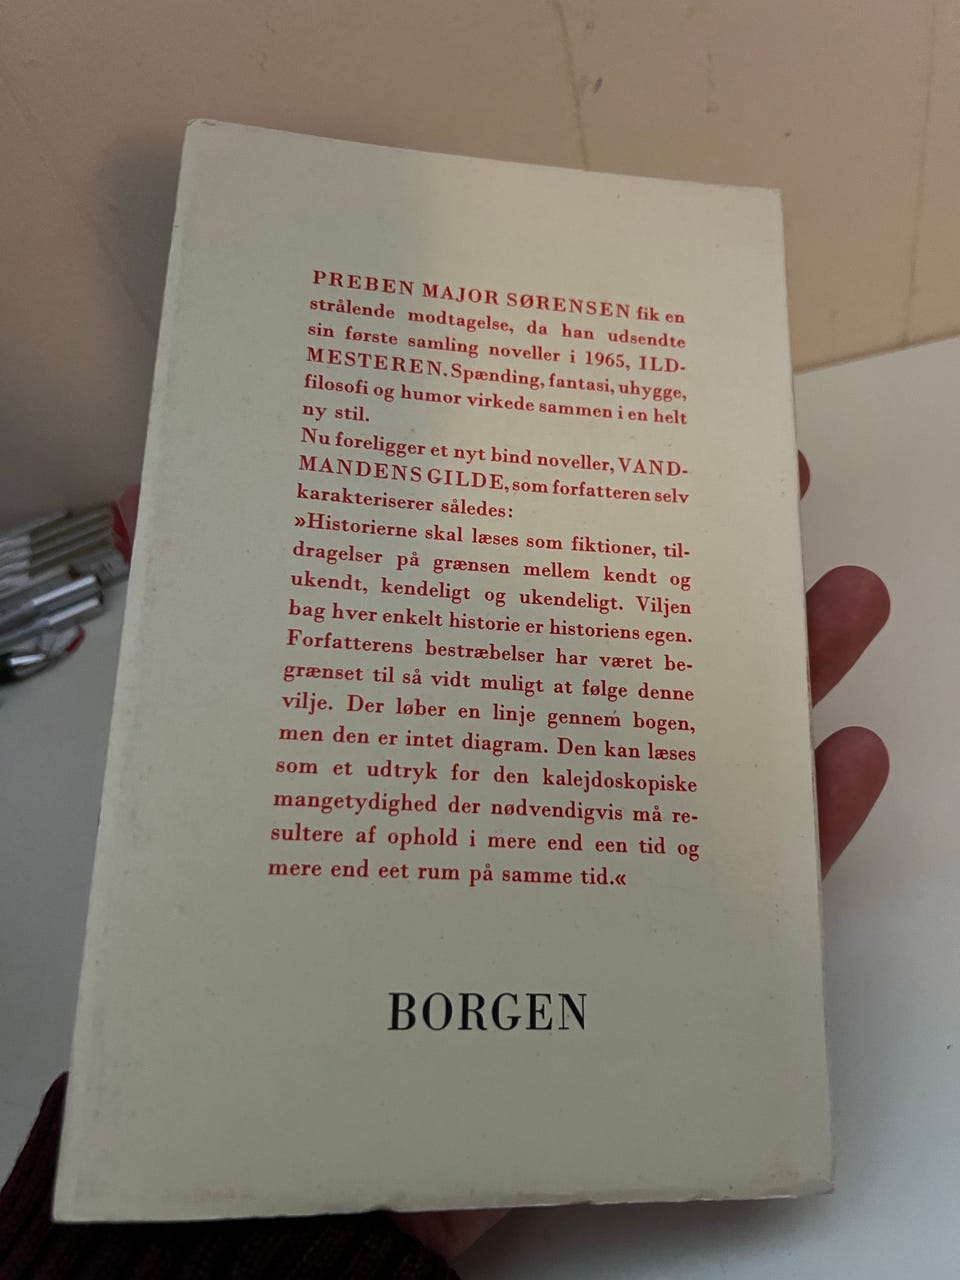 PREBEN MAJOR SØRENSEN fik en
strålende modtagelse, da han udsendte
sin første samling noveller i 1965, ILD-
MESTEREN. Spænding, fantasi, uhygge,
filosofi og humor virkede sammen i en helt
ny stil.
Nu foreligger et nyt bind noveller, VAND-
MANDENS GILDE, som forfatteren selv
karakteriserer således:
»Historierne skal læses som fiktioner, til-
dragelser på grænsen mellem kendt og
ukendt, kendeligt og ukendeligt. Viljen
bag hver enkelt historie er historiens egen.
Forfatterens bestræbelser har været be-
grænset til så vidt muligt at følge denne
vilje. Der løber en linje gennem bogen,
men den er intet diagram. Den kan læses
som et udtryk for den kalejdoskopiske
mangetydighed der nødvendigvis må re-
sultere af ophold i mere end een tid og
mere end eet rum på samme tid.«
BORGEN